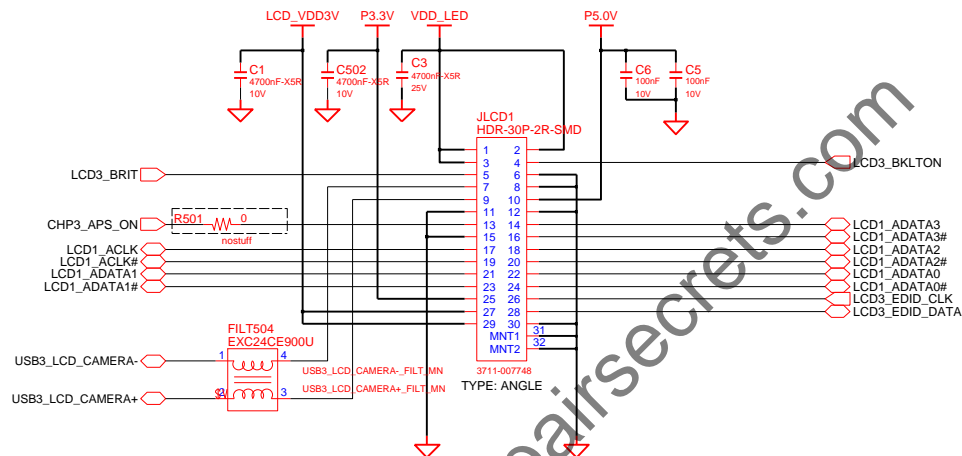 LCD_VDD3V P3.3V VDD_LED P5.0V
C1
4700nF-X5R
10V
C502
4700nF-X5R
10V
C3
4700nF-X5R
25V
C6
100nF
10V
C5
100nF
10V
JLCD1
HDR-30P-2R-SMD
1 2
3 4
5 6
7 8
9 10
11 12
13 14
15 16
17 18
19 20
21 22
23 24
25 26
27 28
29 30
MNT1 31
MNT2 32
3711-007748
TYPE: ANGLE
LCD3_BRIT
CHP3_APS_ON
R501 0
nostuff
LCD1_ACLK
LCD1_ACLK#
LCD1_ADATA1
LCD1_ADATA1#
LCD3_BKLTON
LCD1_ADATA3
LCD1_ADATA3#
LCD1_ADATA2
LCD1_ADATA2#
LCD1_ADATA0
LCD1_ADATA0#
LCD3_EDID_CLK
LCD3_EDID_DATA
FILT504
EXC24CE900U
1 4
2 3
USB3_LCD_CAMERA-
USB3_LCD_CAMERA+
USB3_LCD_CAMERA-_FILT_MN
USB3_LCD_CAMERA+_FILT_MN
pairsecrets.com